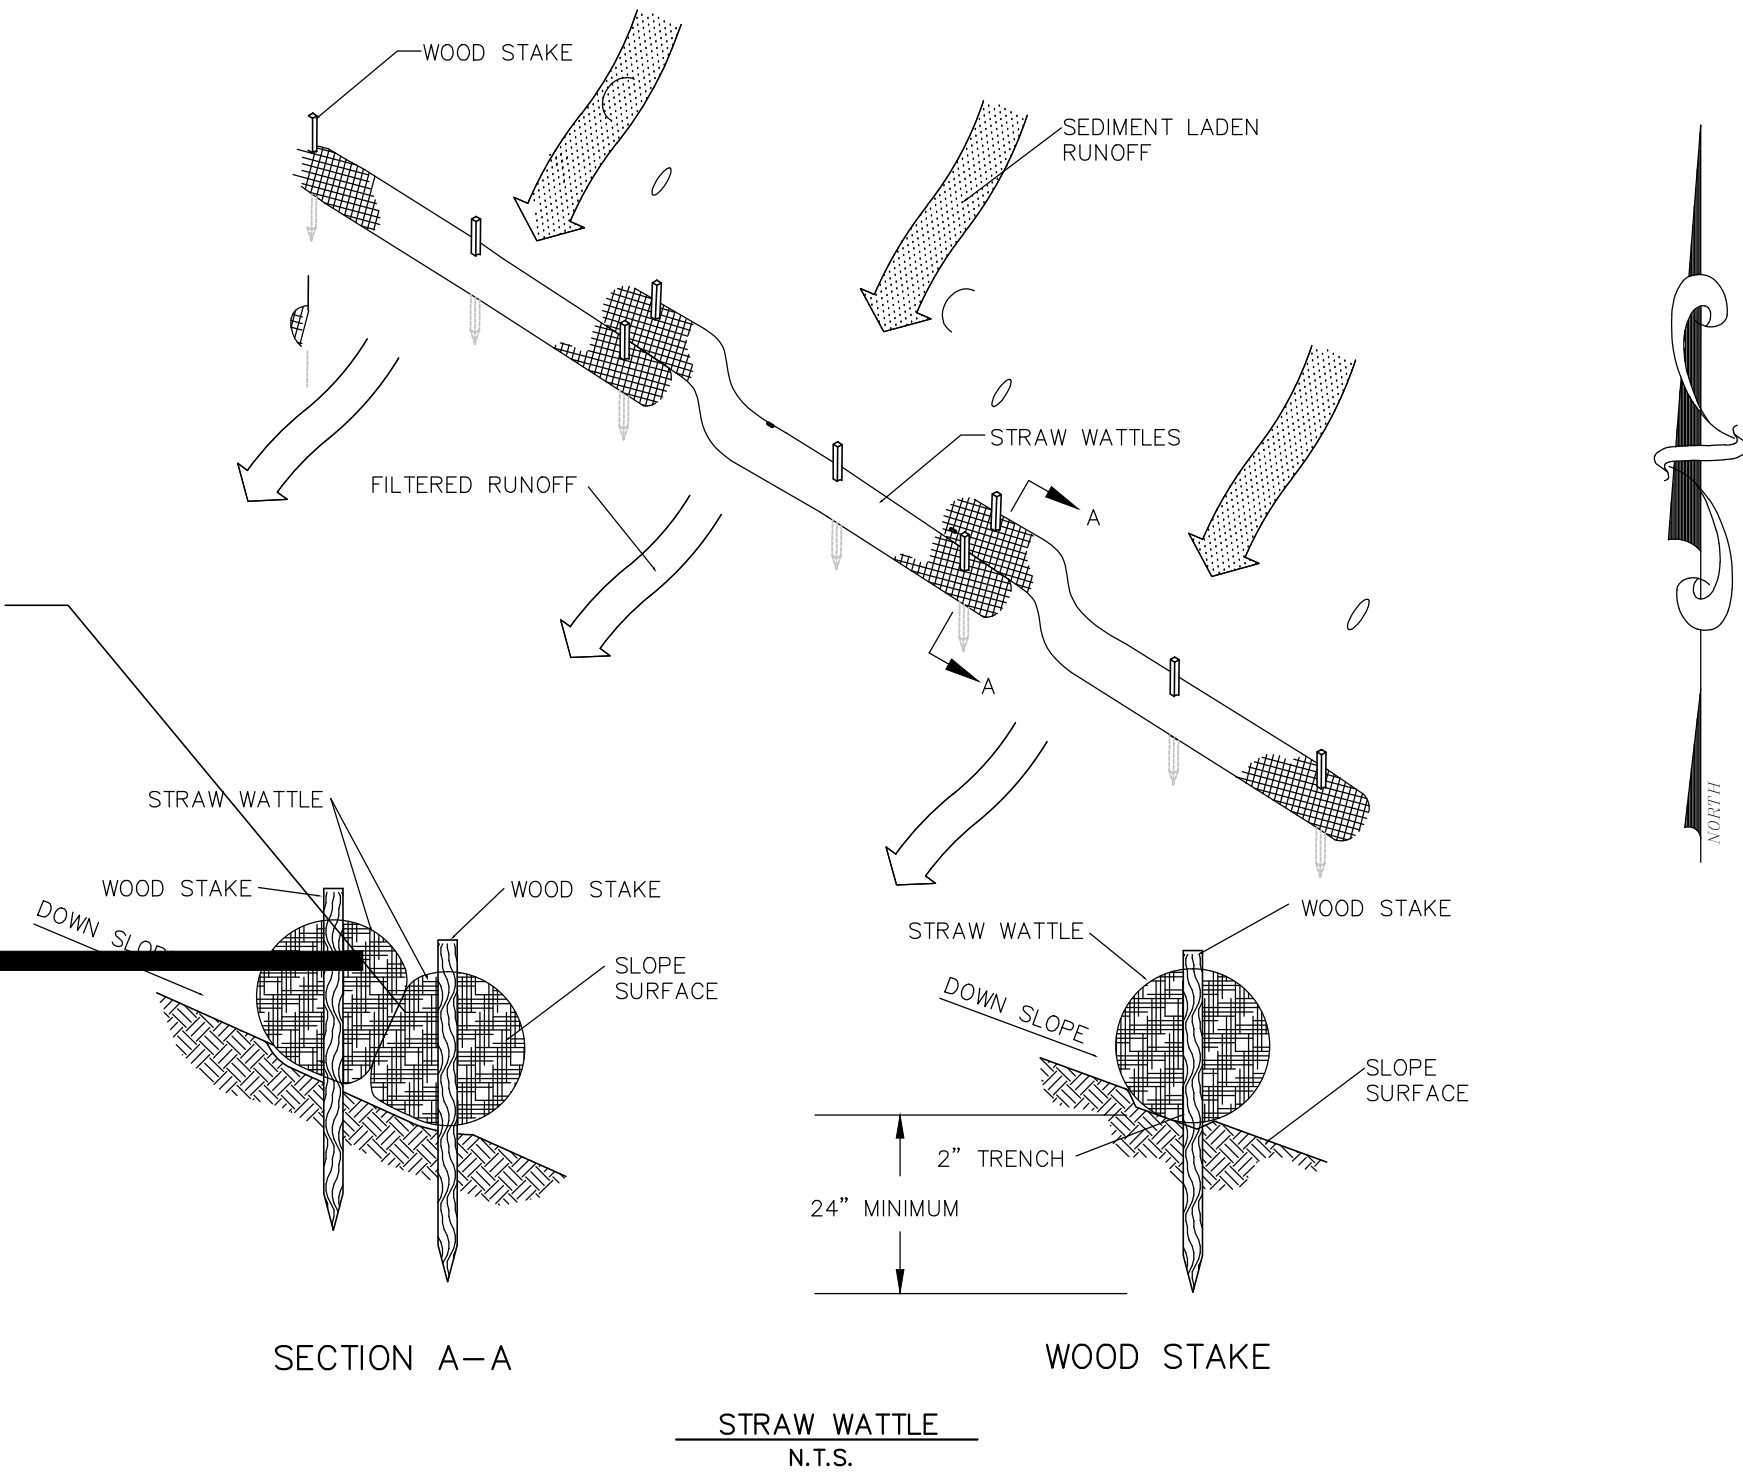 WOOD STAKE
SEDIMENT LADEN
RUNOFF
STRAW WATTLES
FILTERED RUNOFF
A
A
NORTH
STRAW WATTLE
WOOD STAKE
WOOD STAKE
DOWN
SLOPE
SURFACE
SECTION A-A
WOOD STAKE
STRAW WATTLE
DOWN SLOPE
SLOPE
SURFACE
2” TRENCH
24” MINIMUM
WOOD STAKE
STRAW WATTLE
N.T.S.